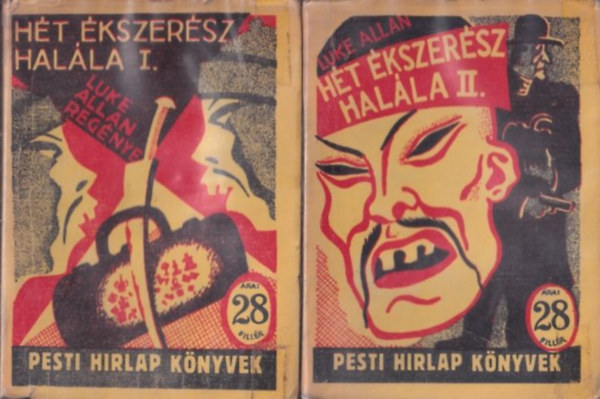 HÉT ÉKSZERÉSZ
HALÁLA I.
LUKE
ALLAN
REGÉNYE
ÁRA:
28
FILLÉR
PESTI HIRLAP KÖNYVEK
LUKE ALLAN
HÉT ÉKSZERÉSZ
HALÁLA II.
ÁRA:
28
FILLÉR
PESTI HIRLAP KÖNYVEK